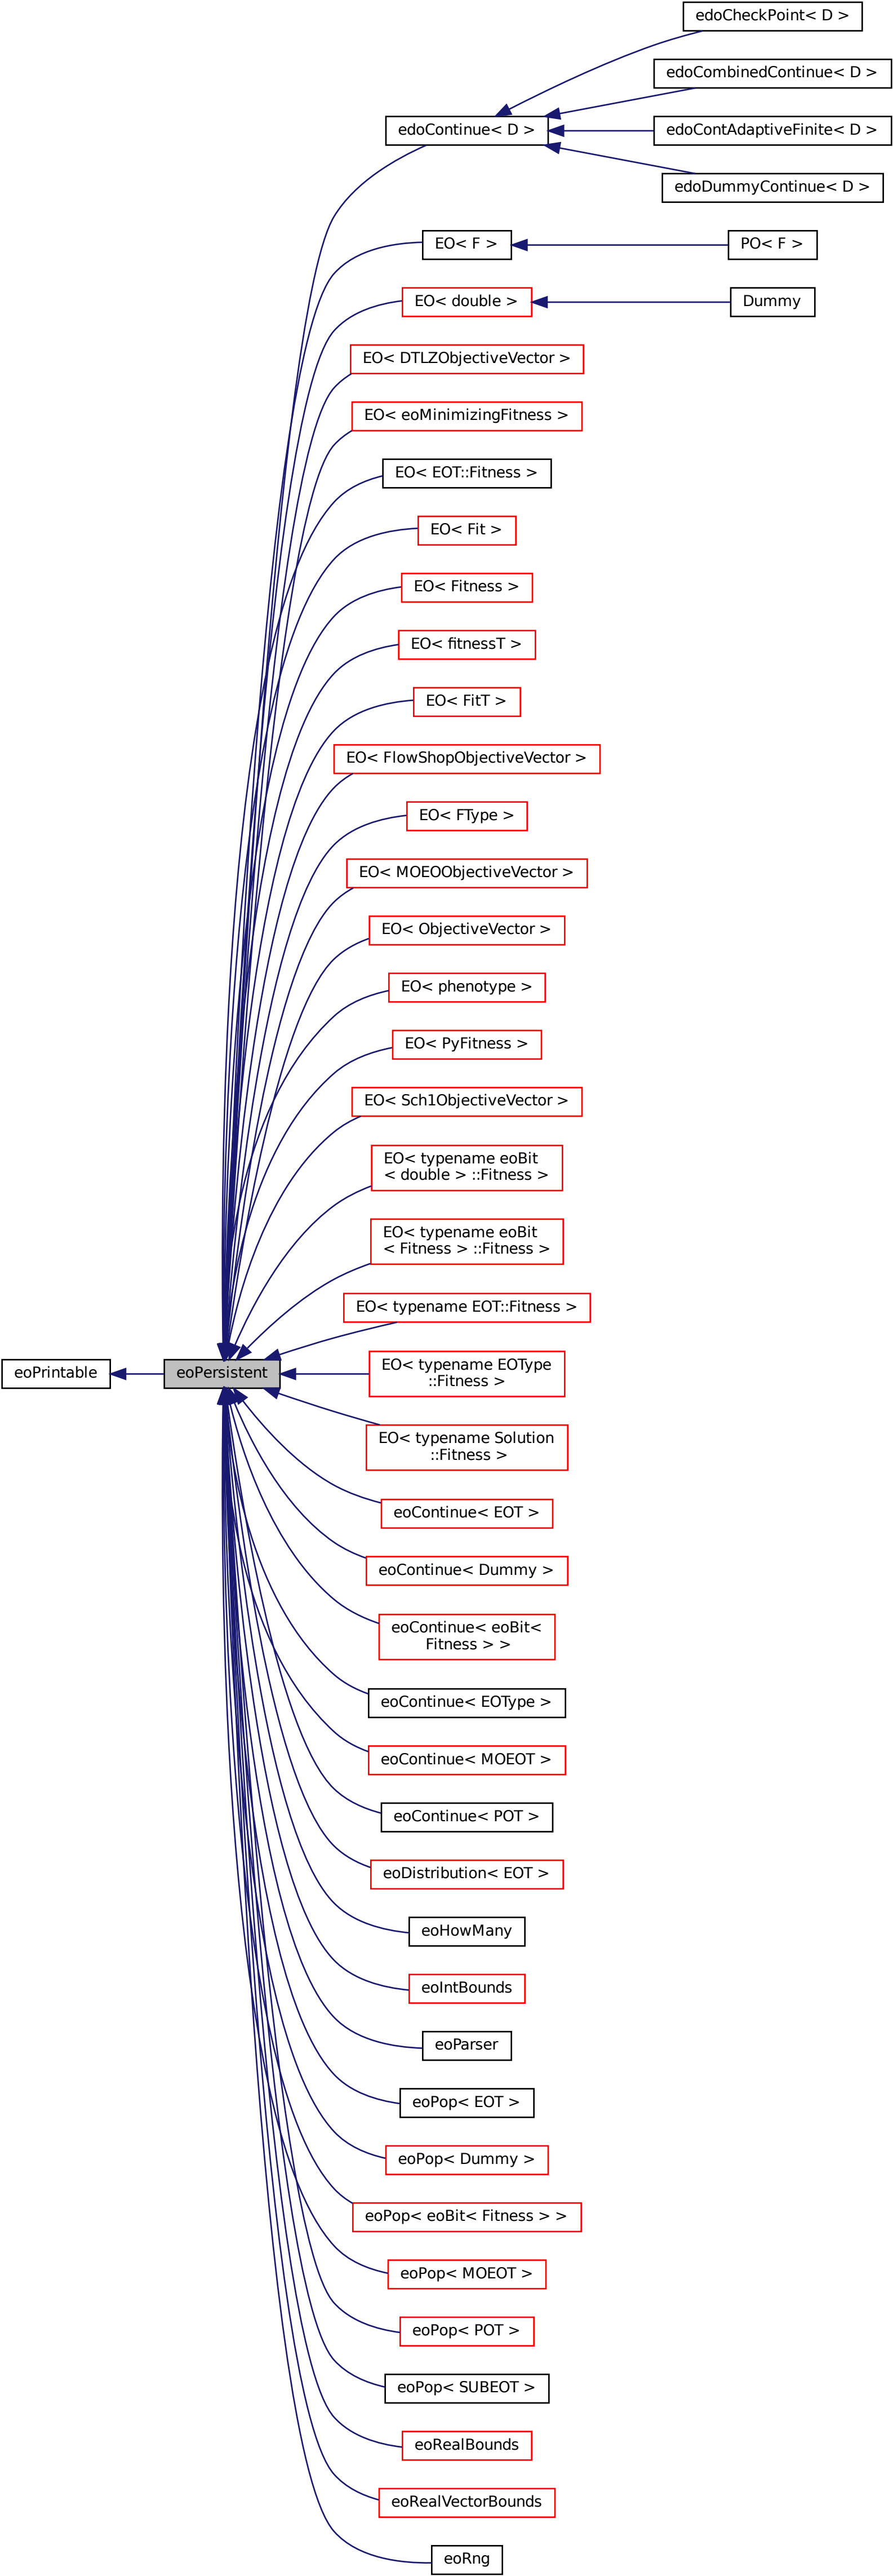 edoCheckPoint< D >
edoCombinedContinue< D >
edoContinue< D >
edoContAdaptiveFinite< D >
edoDummyContinue< D >
EO< F >
PO< F >
EO< double >
Dummy
EO< DTLZObjectiveVector >
EO< eoMinimizingFitness >
EO< EOT::Fitness >
EO< Fit >
EO< Fitness >
EO< fitnessT >
EO< FitT >
EO< FlowShopObjectiveVector >
EO< FType >
EO< MOEOObjectiveVector >
EO< ObjectiveVector >
EO< phenotype >
EO< PyFitness >
EO< Sch1ObjectiveVector >
EO< typename eoBit
< double > ::Fitness >
EO< typename eoBit
< Fitness > ::Fitness >
EO< typename EOT::Fitness >
eoPrintable
eoPersistent
EO< typename EOType
::Fitness >
EO< typename Solution
::Fitness >
eoContinue< EOT >
eoContinue< Dummy >
eoContinue< eoBit<
Fitness > >
eoContinue< EOType >
eoContinue< MOEOT >
eoContinue< POT >
eoDistribution< EOT >
eoHowMany
eoIntBounds
eoParser
eoPop< EOT >
eoPop< Dummy >
eoPop< eoBit< Fitness > >
eoPop< MOEOT >
eoPop< POT >
eoPop< SUBEOT >
eoRealBounds
eoRealVectorBounds
eoRng